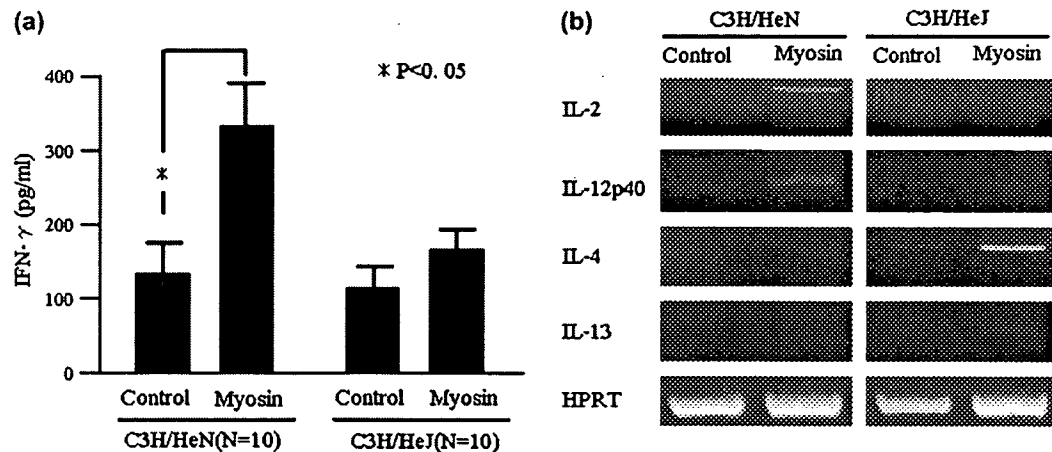 (a)
400
300
200
100
0
IFN-γ (pg/ml)
* P<0.05
*
Control Myosin Control Myosin
C3H/HeN(N=10) C3H/HeJ(N=10)
(b)
C3H/HeN C3H/HeJ
Control Myosin Control Myosin
IL-2
IL-12p40
IL-4
IL-13
HPRT